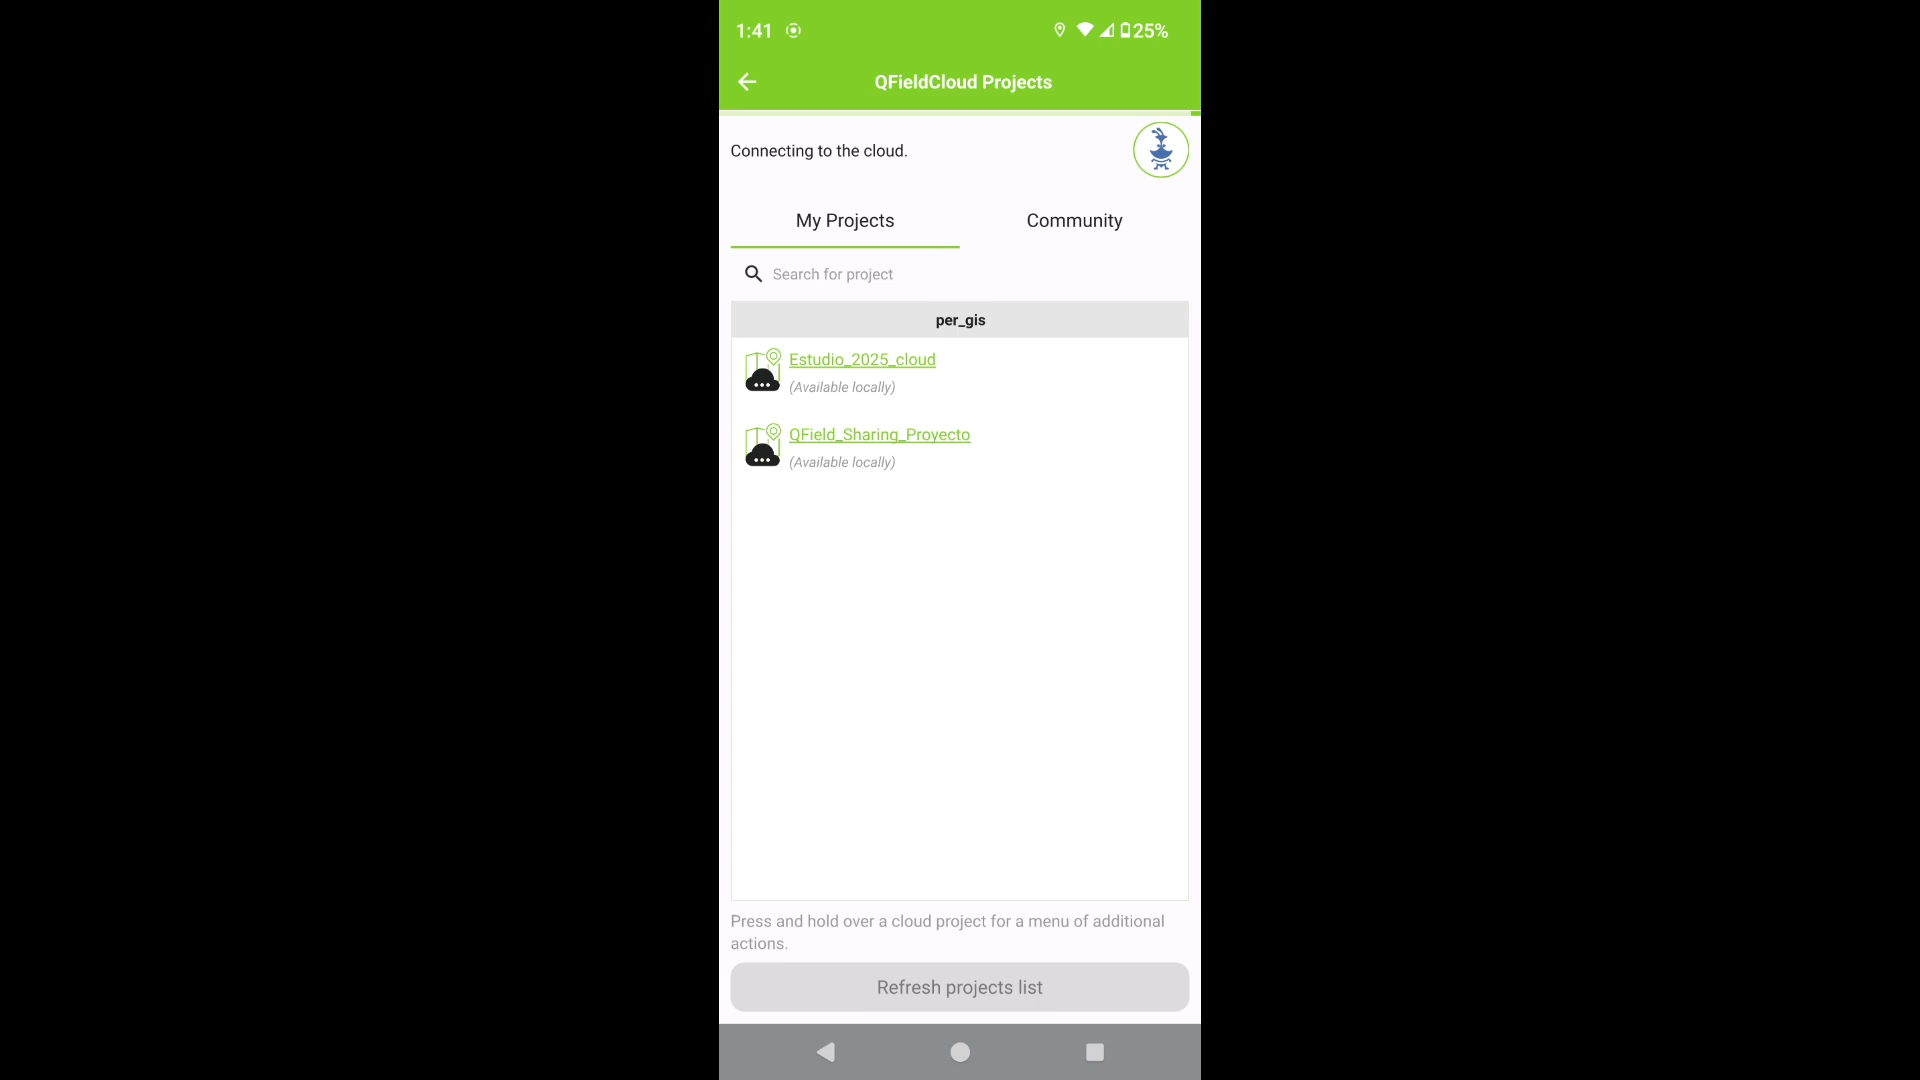 1:41
25%
QFieldCloud Projects
Connecting to the cloud.
My Projects
Community
Search for project
per_gis
Estudio_2025_cloud
(Available locally)
QField_Sharing_Proyecto
(Available locally)
Press and hold over a cloud project for a menu of additional
actions.
Refresh projects list